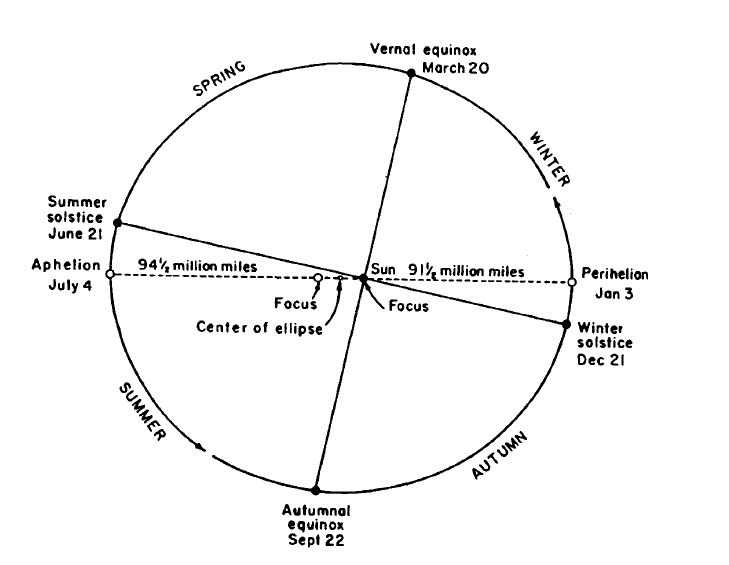 Vernal equinox
March 20
SPRING
WINTER
Summer
solstice
June 21
Aphelion
July 4
94½ million miles
Sun
91½ million miles
Perihelion
Jan 3
Focus
Focus
Center of ellipse
Winter
solstice
Dec 21
SUMMER
AUTUMN
Autumnal
equinox
Sept 22